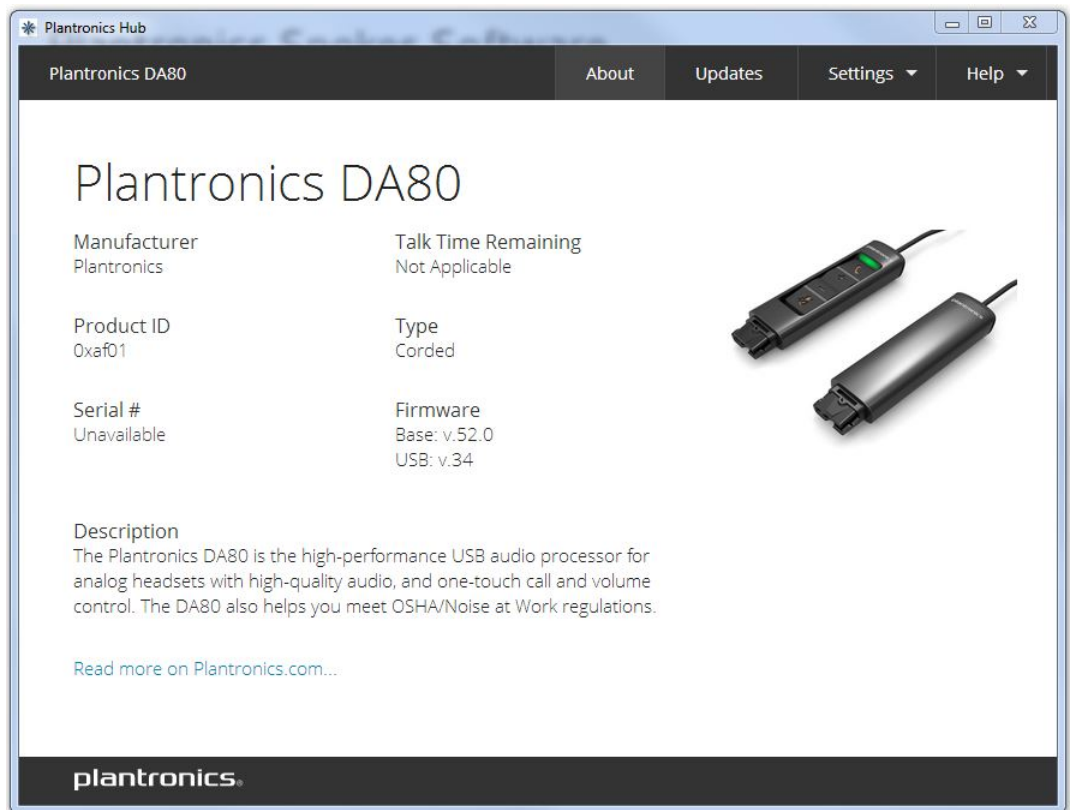 Plantronics Hub
Plantronics DA80
About
Updates
Settings
Help
Plantronics DA80
Manufacturer
Plantronics
Talk Time Remaining
Not Applicable
Product ID
0xaf01
Type
Corded
Serial #
Unavailable
Firmware
Base: v.52.0
USB: v.34
Description
The Plantronics DA80 is the high-performance USB audio processor for
analog headsets with high-quality audio, and one-touch call and volume
control. The DA80 also helps you meet OSHA/Noise at Work regulations.
Read more on Plantronics.com...
plantronics.